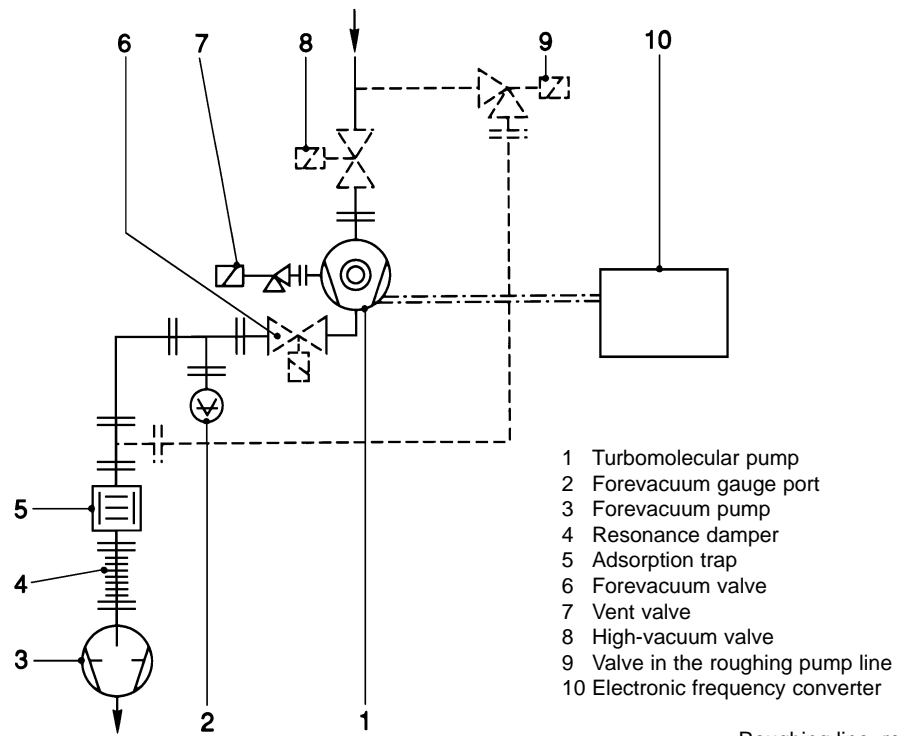 6 7 8 9 10
5
4
3
2 1
1 Turbomolecular pump
2 Forevacuum gauge port
3 Forevacuum pump
4 Resonance damper
5 Adsorption trap
6 Forevacuum valve
7 Vent valve
8 High-vacuum valve
9 Valve in the roughing pump line
10 Electronic frequency converter